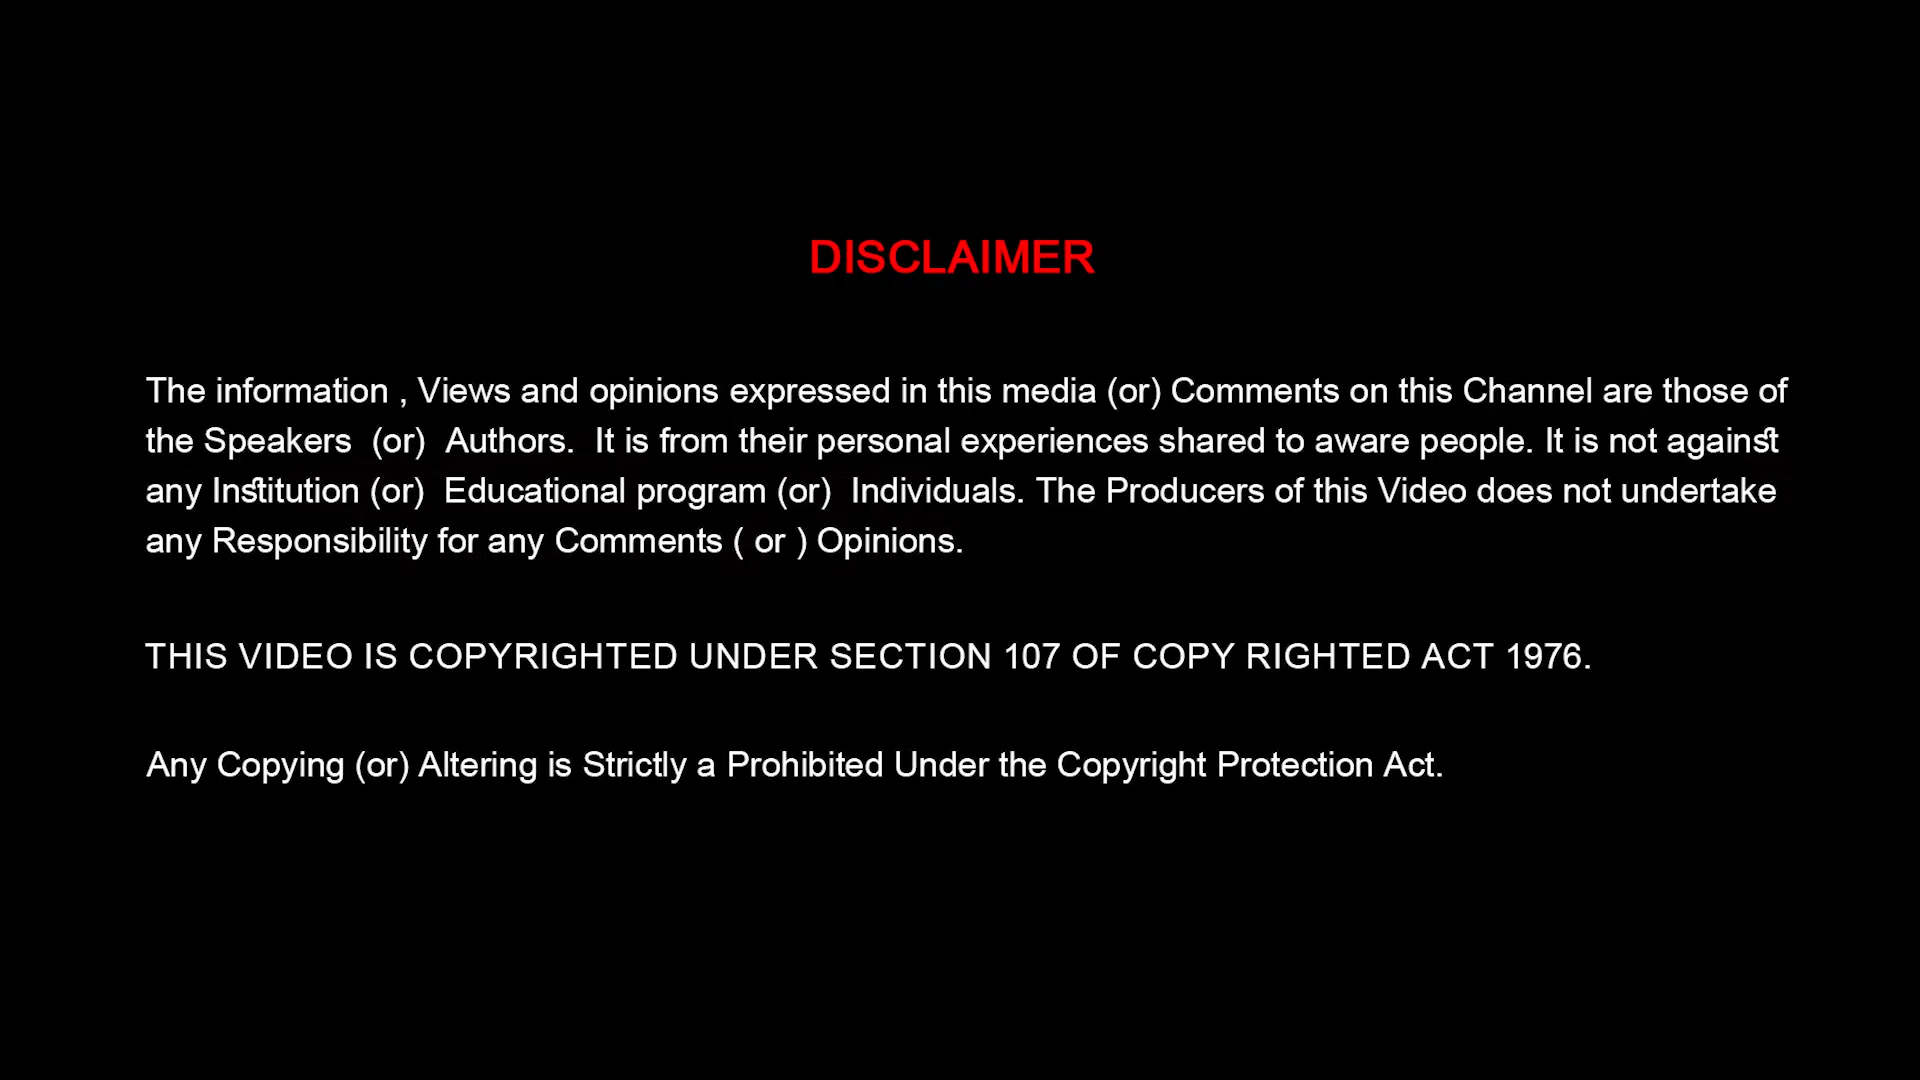 DISCLAIMER
The information , Views and opinions expressed in this media (or) Comments on this Channel are those of
the Speakers  (or)  Authors.  It is from their personal experiences shared to aware people. It is not against
any Institution (or)  Educational program (or)  Individuals. The Producers of this Video does not undertake
any Responsibility for any Comments ( or ) Opinions.
THIS VIDEO IS COPYRIGHTED UNDER SECTION 107 OF COPY RIGHTED ACT 1976.
Any Copying (or) Altering is Strictly a Prohibited Under the Copyright Protection Act.